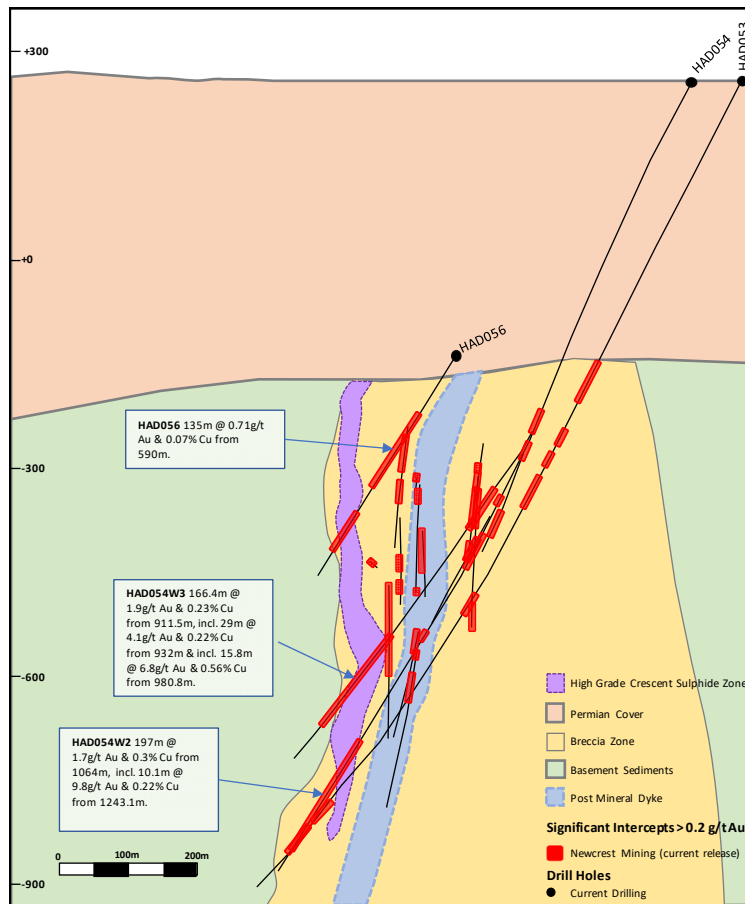 +300
HAD054
HAD053
+0
HAD056
-300
HAD056 135m @ 0.71g/t
Au & 0.07% Cu from
590m.
HAD054W3 166.4m @
1.9g/t Au & 0.23% Cu
from 911.5m, incl. 29m @
4.1g/t Au & 0.22% Cu
from 932m & incl. 15.8m
@ 6.8g/t Au & 0.56% Cu
from 980.8m.
-600
HAD054W2 197m @
1.7g/t Au & 0.3% Cu from
1064m, incl. 10.1m @
9.8g/t Au & 0.22% Cu
from 1243.1m.
0 100m 200m
-900
High Grade Crescent Sulphide Zone
Permian Cover
Breccia Zone
Basement Sediments
Post Mineral Dyke
Significant Intercepts > 0.2 g/t Au
Newcrest Mining (current release)
Drill Holes
Current Drilling